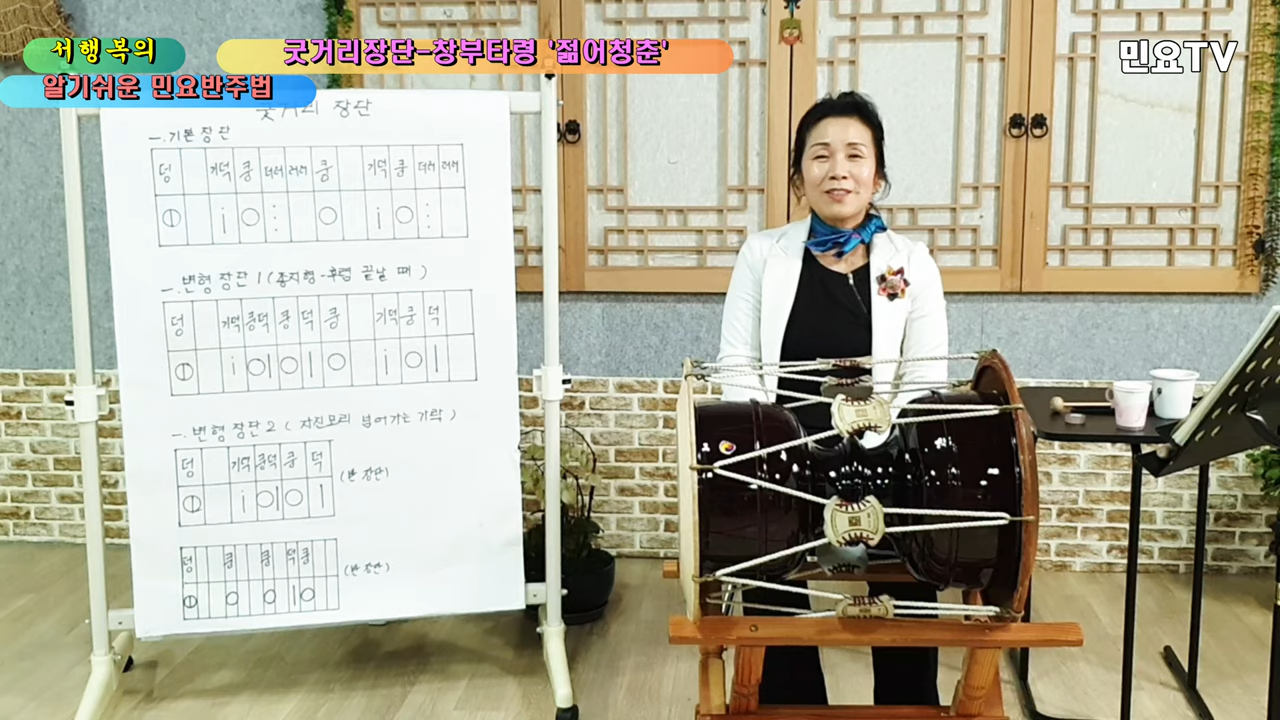 서행복의
알기쉬운 민요반주법
굿거리장단-창부타령 '젊어청춘'
민요TV
굿거리 장단
一. 기본 장단
덩 기덕 쿵 더러 러러 쿵 기덕 쿵 더러 러러
一. 변형 장단 1 (종지형-후렴 끝날 때)
덩 기덕 쿵덕 쿵 덕 쿵 기덕 쿵 덕
一. 변형 장단 2 (자진모리 넘어가는 가락)
덩 기덕 쿵덕 쿵 덕
(반 장단)
덩 쿵 쿵 덕 쿵
(반 장단)